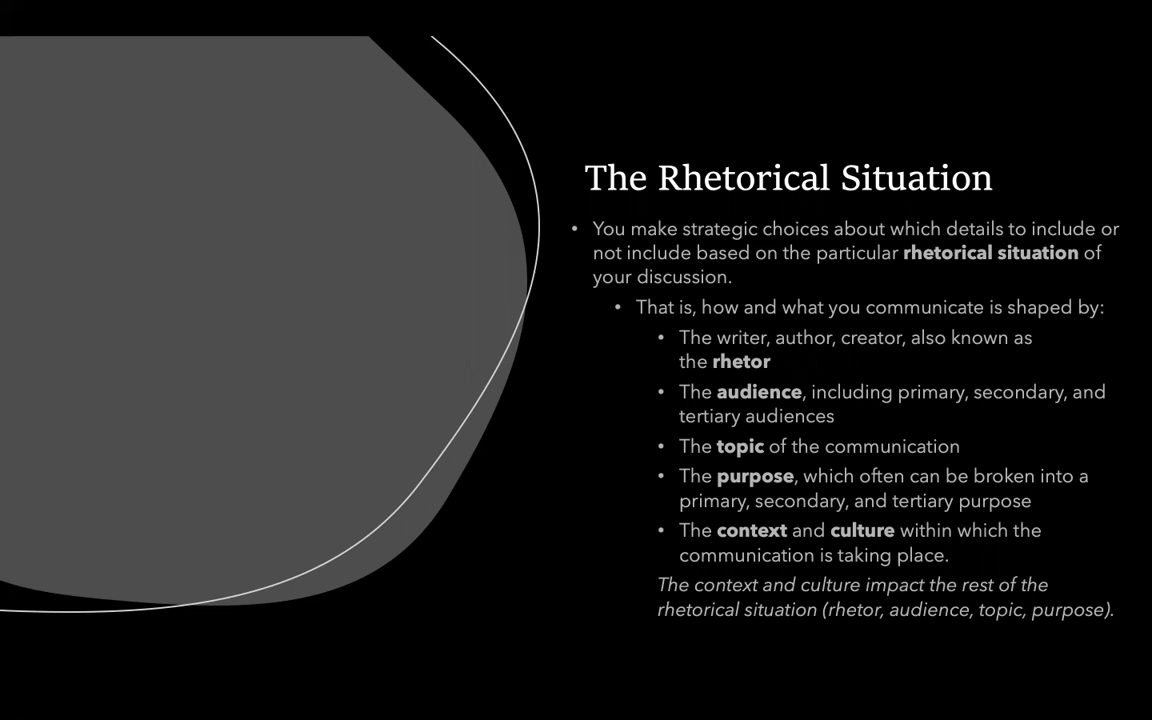 The Rhetorical Situation
• You make strategic choices about which details to include or
not include based on the particular rhetorical situation of
your discussion.
• That is, how and what you communicate is shaped by:
• The writer, author, creator, also known as
the rhetor
• The audience, including primary, secondary, and
tertiary audiences
• The topic of the communication
• The purpose, which often can be broken into a
primary, secondary, and tertiary purpose
• The context and culture within which the
communication is taking place.
The context and culture impact the rest of the
rhetorical situation (rhetor, audience, topic, purpose).